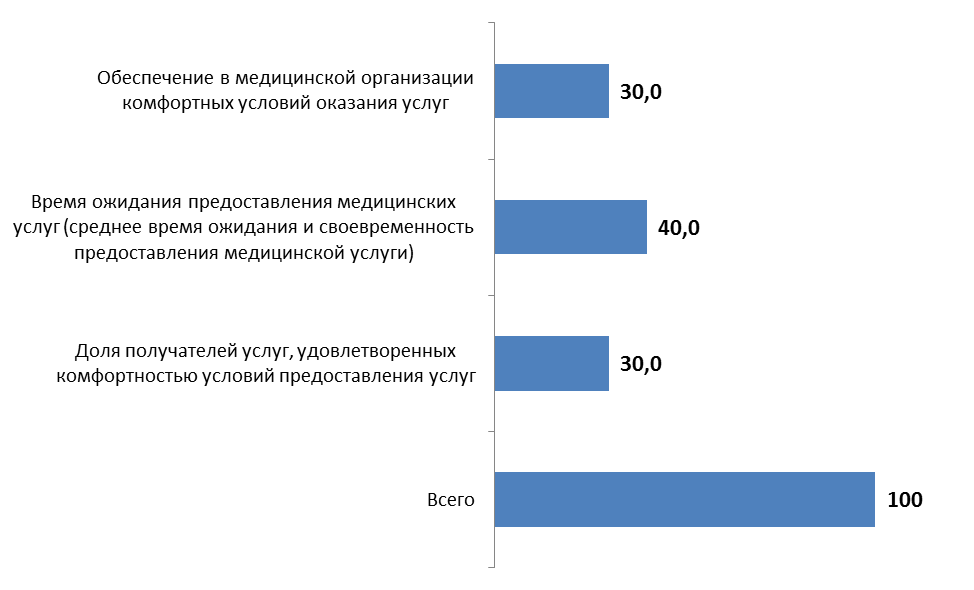 Обеспечение в медицинской организации
комфортных условий оказания услуг
30,0
Время ожидания предоставления медицинских
услуг (среднее время ожидания и своевременность
предоставления медицинской услуги)
40,0
Доля получателей услуг, удовлетворенных
комфортностью условий предоставления услуг
30,0
Всего
100